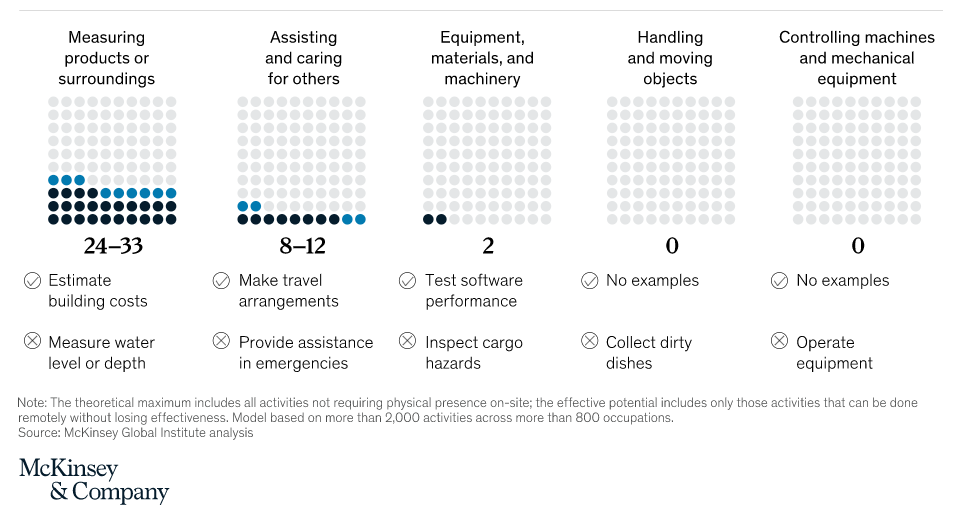 Measuring
products or
surroundings
Assisting
and caring
for others
Equipment,
materials, and
machinery
Handling
and moving
objects
Controlling machines
and mechanical
equipment
24–33
8–12
2
0
0
Estimate
building costs
Make travel
arrangements
Test software
performance
No examples
No examples
Measure water
level or depth
Provide assistance
in emergencies
Inspect cargo
hazards
Collect dirty
dishes
Operate
equipment
Note: The theoretical maximum includes all activities not requiring physical presence on-site; the effective potential includes only those activities that can be done
remotely without losing effectiveness. Model based on more than 2,000 activities across more than 800 occupations.
Source: McKinsey Global Institute analysis
McKinsey
& Company